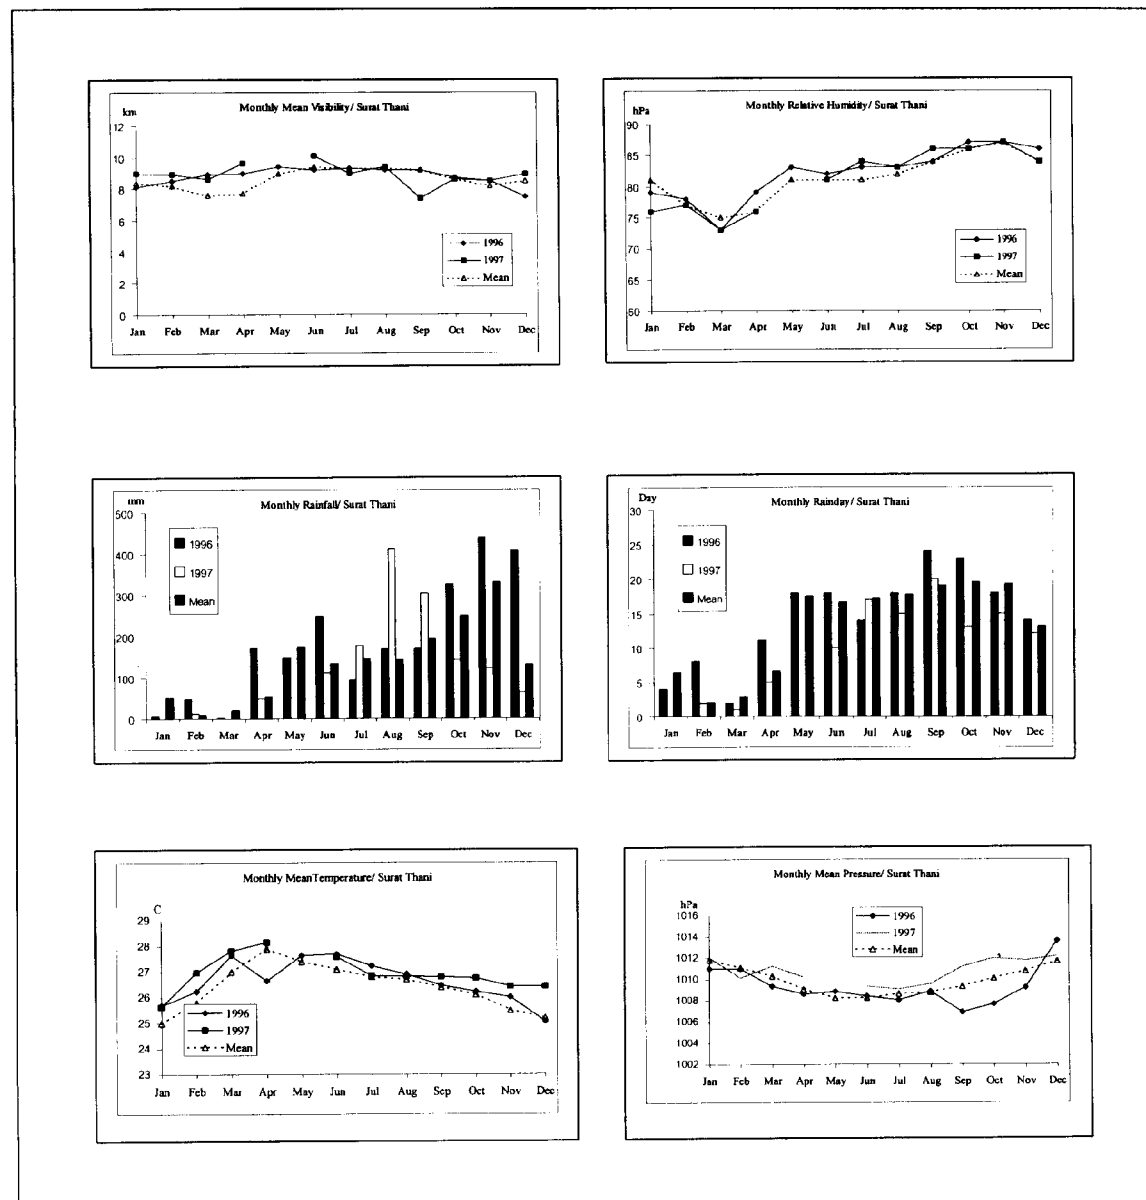 Monthly Mean Visibility/ Surat Thani
km
12
10
8
6
4
2
0
Jan Feb Mar Apr May Jun Jul Aug Sep Oct Nov Dec
1996
1997
Mean
Monthly Relative Humidity/ Surat Thani
hPa
90
85
80
75
70
65
60
Jan Feb Mar Apr May Jun Jul Aug Sep Oct Nov Dec
1996
1997
Mean
Monthly Rainfall/ Surat Thani
mm
500
400
300
200
100
0
1996
1997
Mean
Jan Feb Mar Apr May Jun Jul Aug Sep Oct Nov Dec
Monthly Rainday/ Surat Thani
Day
30
25
20
15
10
5
0
1996
1997
Mean
Jan Feb Mar Apr May Jun Jul Aug Sep Oct Nov Dec
Monthly MeanTemperature/ Surat Thani
C
29
28
27
26
25
24
23
1996
1997
Mean
Jan Feb Mar Apr May Jun Jul Aug Sep Oct Nov Dec
Monthly Mean Pressure/ Surat Thani
hPa
1016
1014
1012
1010
1008
1006
1004
1002
1996
1997
Mean
Jan Feb Mar Apr May Jun Jul Aug Sep Oct Nov Dec